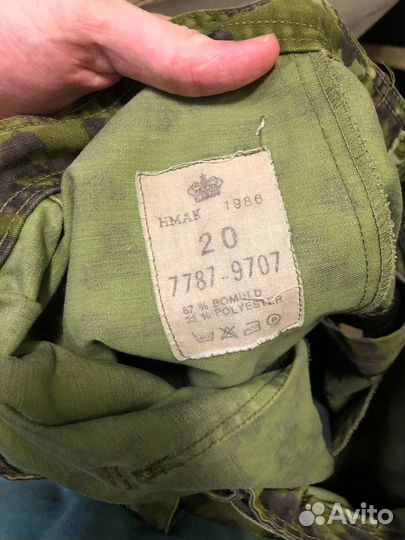 HMAK 1986
20
7787-9707
67 % BOMULD
33 % POLYESTER
P
Avito